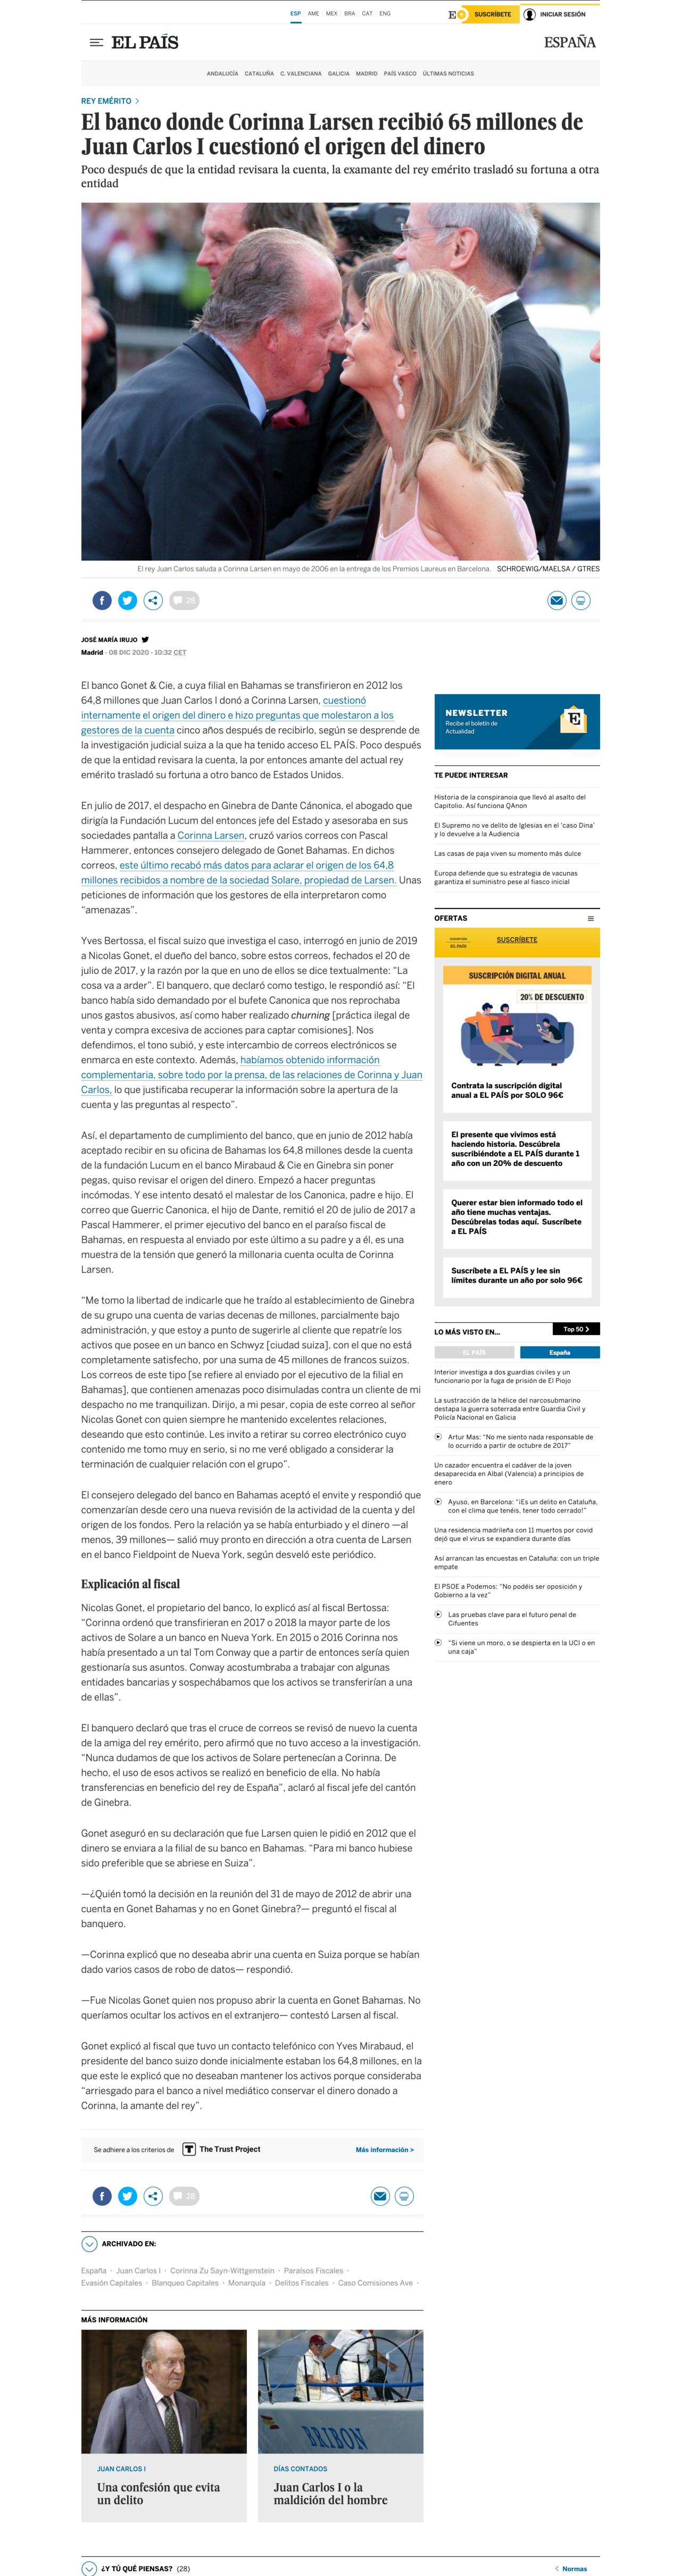 ESP AME MEX BRA CAT ENG
E
SUSCRÍBETE
INICIAR SESIÓN
EL PAÍS
ESPAÑA
ANDALUCÍA CATALUÑA C. VALENCIANA GALICIA MADRID PAÍS VASCO ÚLTIMAS NOTICIAS
REY EMÉRITO >
El banco donde Corinna Larsen recibió 65 millones de
Juan Carlos I cuestionó el origen del dinero
Poco después de que la entidad revisara la cuenta, la examante del rey emérito trasladó su fortuna a otra
entidad
El rey Juan Carlos saluda a Corinna Larsen en mayo de 2006 en la entrega de los Premios Laureus en Barcelona. SCHROEWIG/MAELSA / GTRES
28
JOSÉ MARÍA IRUJO
Madrid - 08 DIC 2020 - 10:32 CET
El banco Gonet & Cie, a cuya filial en Bahamas se transfirieron en 2012 los
64,8 millones que Juan Carlos I donó a Corinna Larsen, cuestionó
internamente el origen del dinero e hizo preguntas que molestaron a los
gestores de la cuenta cinco años después de recibirlo, según se desprende de
la investigación judicial suiza a la que ha tenido acceso EL PAÍS. Poco después
de que la entidad revisara la cuenta, la por entonces amante del actual rey
emérito trasladó su fortuna a otro banco de Estados Unidos.
En julio de 2017, el despacho en Ginebra de Dante Cánonica, el abogado que
dirigía la Fundación Lucum del entonces jefe del Estado y asesoraba en sus
sociedades pantalla a Corinna Larsen, cruzó varios correos con Pascal
Hammerer, entonces consejero delegado de Gonet Bahamas. En dichos
correos, este último recabó más datos para aclarar el origen de los 64,8
millones recibidos a nombre de la sociedad Solare, propiedad de Larsen. Unas
peticiones de información que los gestores de ella interpretaron como
“amenazas”.
Yves Bertossa, el fiscal suizo que investiga el caso, interrogó en junio de 2019
a Nicolas Gonet, el dueño del banco, sobre estos correos, fechados el 20 de
julio de 2017, y la razón por la que en uno de ellos se dice textualmente: “La
cosa va a arder”. El banquero, que declaró como testigo, le respondió así: “El
banco había sido demandado por el bufete Canonica que nos reprochaba
unos gastos abusivos, así como haber realizado churning [práctica ilegal de
venta y compra excesiva de acciones para captar comisiones]. Nos
defendimos, el tono subió, y este intercambio de correos electrónicos se
enmarca en este contexto. Además, habíamos obtenido información
complementaria, sobre todo por la prensa, de las relaciones de Corinna y Juan
Carlos, lo que justificaba recuperar la información sobre la apertura de la
cuenta y las preguntas al respecto”.
Así, el departamento de cumplimiento del banco, que en junio de 2012 había
aceptado recibir en su oficina de Bahamas los 64,8 millones desde la cuenta
de la fundación Lucum en el banco Mirabaud & Cie en Ginebra sin poner
pegas, quiso revisar el origen del dinero. Empezó a hacer preguntas
incómodas. Y ese intento desató el malestar de los Canonica, padre e hijo. El
correo que Guerric Canonica, el hijo de Dante, remitió el 20 de julio de 2017 a
Pascal Hammerer, el primer ejecutivo del banco en el paraíso fiscal de
Bahamas, en respuesta al enviado por este último a su padre y a él, es una
muestra de la tensión que generó la millonaria cuenta oculta de Corinna
Larsen.
“Me tomo la libertad de indicarle que he traído al establecimiento de Ginebra
de su grupo una decena de mandatos muy serios, parcialmente bajo
administración, y que estoy a punto de sugerirle al cliente que repatríe los
activos que posee en un banco en Schwyz [ciudad suiza], con el que no está
completamente satisfecho, por una suma de 45 millones de francos suizos.
Los correos de este tipo [se refiere al enviado por el ejecutivo de la filial en
Bahamas], que contienen amenazas poco disimuladas contra un cliente de mi
despacho no me tranquilizan. Dirijo, a mi pesar, copia de este correo al señor
Nicolas Gonet con quien siempre he mantenido excelentes relaciones,
deseando que esto continúe. Les invito a retirar su correo electrónico cuyo
contenido me tomo muy en serio, si no me veré obligado a considerar la
terminación de cualquier relación con el grupo”.
El consejero delegado del banco en Bahamas aceptó el envite y respondió que
comenzarían desde cero una nueva revisión de la actividad de la cuenta y del
origen de los fondos. Pero la relación ya se había enturbiado y el dinero —al
menos, 39 millones— salió muy pronto en dirección a otra cuenta de Larsen
en el banco Fieldpoint de Nueva York, según desveló este periódico.
Explicación al fiscal
Nicolas Gonet, el propietario del banco, lo explicó así al fiscal Bertossa:
“Corinna ordenó que transfirieran en 2017 o 2018 la mayor parte de los
activos de Solare a un banco en Nueva York. En 2015 o 2016 Corinna nos
había presentado a un tal Tom Conway que a partir de entonces sería quien
gestionaría sus asuntos. Conway acostumbraba a trabajar con algunas
entidades bancarias y sospechábamos que los activos se transferirían a una
de ellas”.
El banquero declaró que tras el cruce de correos se revisó de nuevo la cuenta
de la amiga del rey emérito, pero afirmó que no tuvo acceso a la investigación.
“Nunca dudamos de que los activos de Solare pertenecían a Corinna. De
hecho, el uso de esos activos se realizó en beneficio de ella. No había
transferencias en beneficio del rey de España”, aclaró al fiscal jefe del cantón
de Ginebra.
Gonet aseguró en su declaración que fue Larsen quien le pidió en 2012 que el
dinero se enviara a la filial de su banco en Bahamas. “Para mi banco hubiese
sido preferible que se abriese en Suiza”.
—¿Quién tomó la decisión en la reunión del 31 de mayo de 2012 de abrir una
cuenta en Gonet Bahamas y no en Gonet Ginebra?— preguntó el fiscal al
banquero.
—Corinna explicó que no deseaba abrir una cuenta en Suiza porque se habían
dado varios casos de robo de datos— respondió.
—Fue Nicolas Gonet quien nos propuso abrir la cuenta en Gonet Bahamas. No
queríamos ocultar los activos en el extranjero— contestó Larsen al fiscal.
Gonet explicó al fiscal que tuvo un contacto telefónico con Yves Mirabaud, el
presidente del banco suizo donde inicialmente estaban los 64,8 millones, en la
que este le explicó que no deseaban mantener los activos porque consideraba
“arriesgado para el banco a nivel mediático conservar el dinero donado a
Corinna, la amante del rey”.
Se adhiere a los criterios de T The Trust Project Más información >
28
ARCHIVADO EN:
España · Juan Carlos I · Corinna Zu Sayn-Wittgenstein · Paraísos Fiscales ·
Evasión Capitales · Blanqueo Capitales · Monarquía · Delitos Fiscales · Caso Comisiones Ave ·
MÁS INFORMACIÓN
BRIBON
JUAN CARLOS I
Una confesión que evita
un delito
DÍAS CONTADOS
Juan Carlos I o la
maldición del hombre
¿Y TÚ QUÉ PIENSAS? (28)
< Normas
NEWSLETTER
Recibe el boletín de
Actualidad
E
TE PUEDE INTERESAR
Historia de la conspiranoia que llevó al asalto del
Capitolio. Así funciona QAnon
El Supremo no ve delito de Iglesias en el ‘caso Dina’
y lo devuelve a la Audiencia
Las casas de paja viven su momento más dulce
Europa defiende que su estrategia de vacunas
garantiza el suministro pese al fiasco inicial
OFERTAS
EL PAÍS
SUSCRÍBETE
SUSCRIPCIÓN DIGITAL ANUAL
20% DE DESCUENTO
Contrata la suscripción digital
anual a EL PAÍS por SOLO 96€
El presente que vivimos está
haciendo historia. Descúbrela
suscribiéndote a EL PAÍS durante 1
año con un 20% de descuento
Querer estar bien informado todo el
año tiene muchas ventajas.
Descúbrelas todas aquí. Suscríbete
a EL PAÍS
Suscríbete a EL PAÍS y lee sin
límites durante un año por solo 96€
LO MÁS VISTO EN...
Top 50 >
EL PAÍS
España
Interior investiga a dos guardias civiles y un
funcionario por la fuga de prisión de El Piojo
La sustracción de la hélice del narcosubmarino
destapa la guerra soterrada entre Guardia Civil y
Policía Nacional en Galicia
Artur Mas: “No me siento nada responsable de
lo ocurrido a partir de octubre de 2017”
Un cazador encuentra el cadáver de la joven
desaparecida en Albal (Valencia) a principios de
enero
Ayuso, en Barcelona: “¡Es un delito en Cataluña,
con el clima que tenéis, tener todo cerrado!”
Una residencia madrileña con 11 muertos por covid
dejó que el virus se expandiera durante días
Así arrancan las encuestas en Cataluña: con un triple
empate
El PSOE a Podemos: “No podéis ser oposición y
Gobierno a la vez”
Las pruebas clave para el futuro penal de
Cifuentes
“Si viene un moro, o se despierta en la UCI o en
una caja”